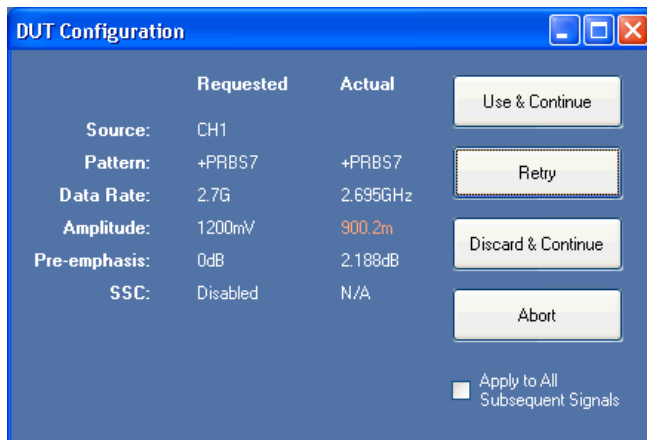 DUT Configuration
Requested Actual
Use & Continue
Source: CH1
Pattern: +PRBS7 +PRBS7
Retry
Data Rate: 2.7G 2.695GHz
Amplitude: 1200mV 900.2m
Discard & Continue
Pre-emphasis: 0dB 2.188dB
SSC: Disabled N/A
Abort
Apply to All
Subsequent Signals